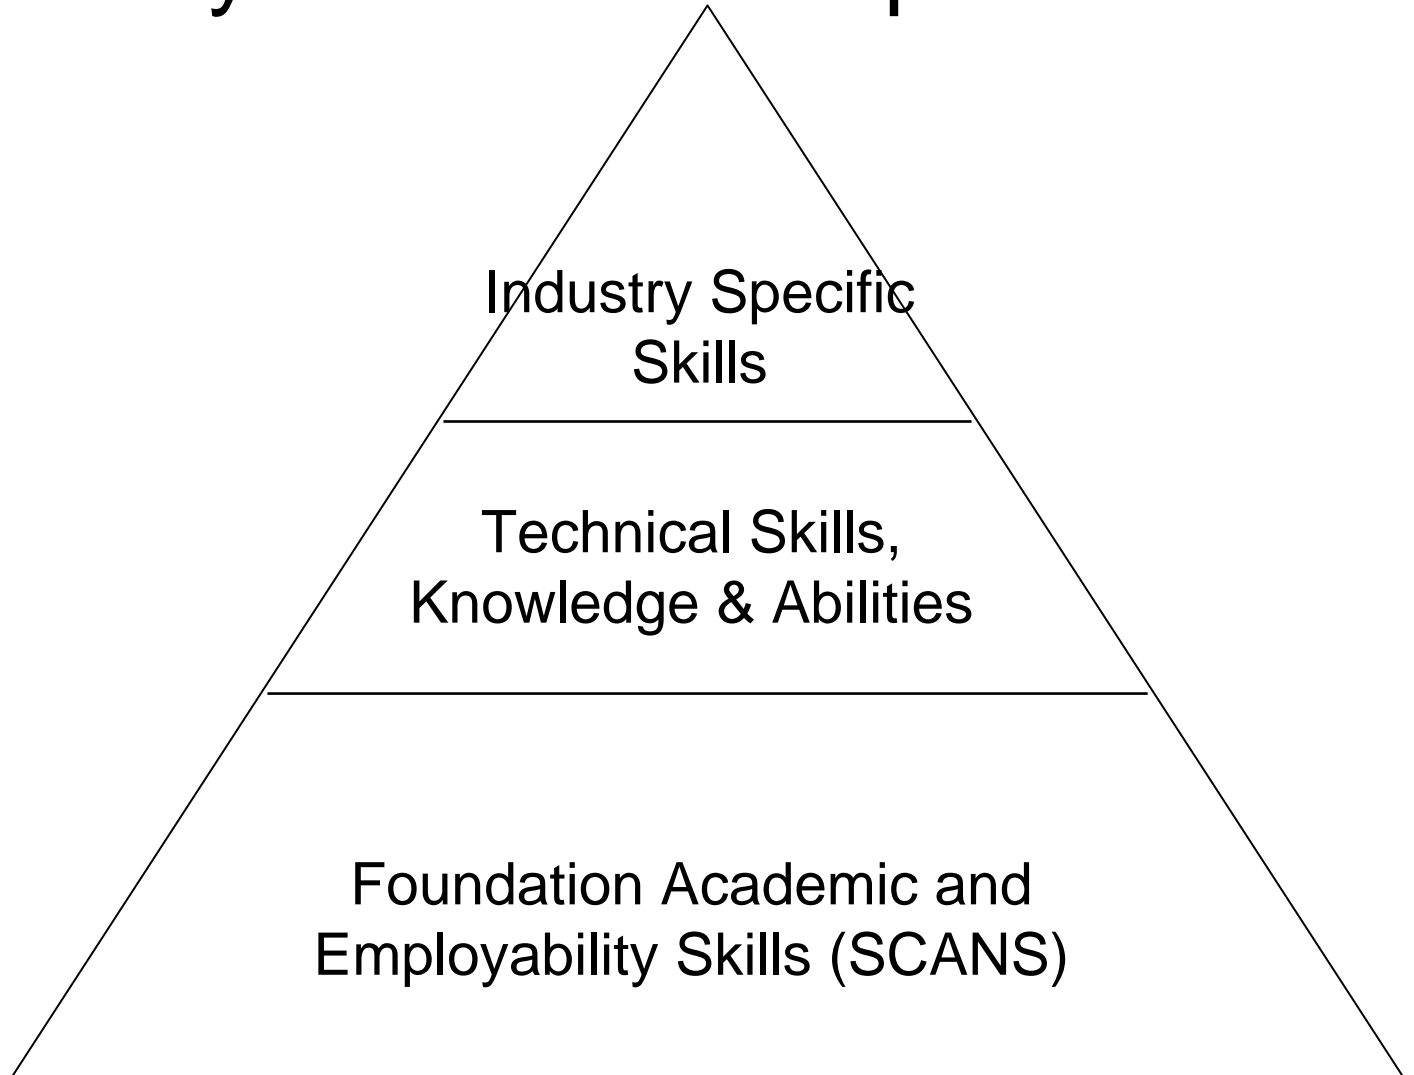 Industry Specific
Skills
Technical Skills,
Knowledge & Abilities
Foundation Academic and
Employability Skills (SCANS)